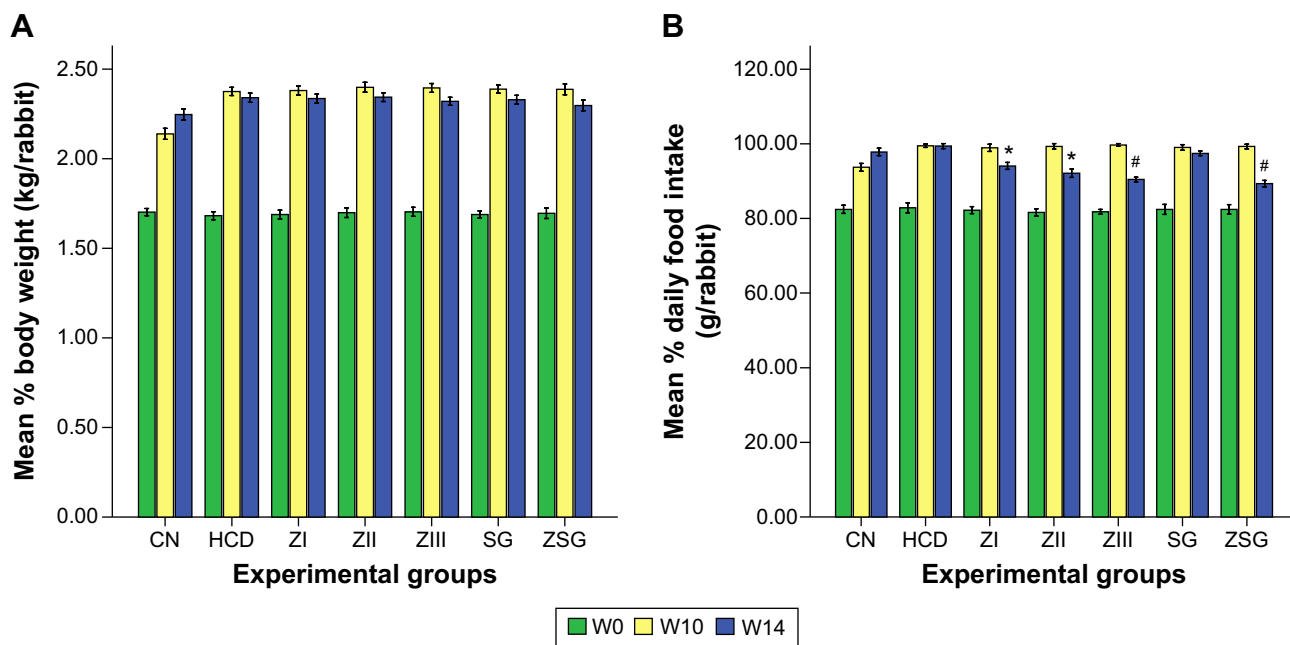 A
Mean % body weight (kg/rabbit)
2.50
2.00
1.50
1.00
0.50
0.00
CN HCD ZI ZII ZIII SG ZSG
Experimental groups
B
Mean % daily food intake
(g/rabbit)
120.00
100.00
80.00
60.00
40.00
20.00
0.00
* * # #
CN HCD ZI ZII ZIII SG ZSG
Experimental groups
W0 W10 W14